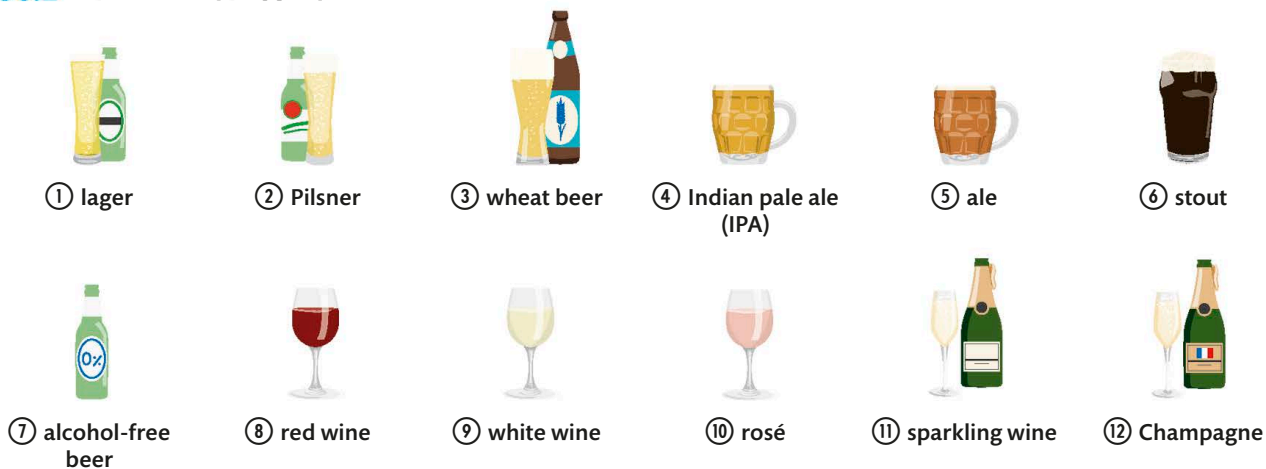 ① lager
② Pilsner
③ wheat beer
④ Indian pale ale
(IPA)
⑤ ale
⑥ stout
0%
⑦ alcohol-free
beer
⑧ red wine
⑨ white wine
⑩ rosé
⑪ sparkling wine
⑫ Champagne